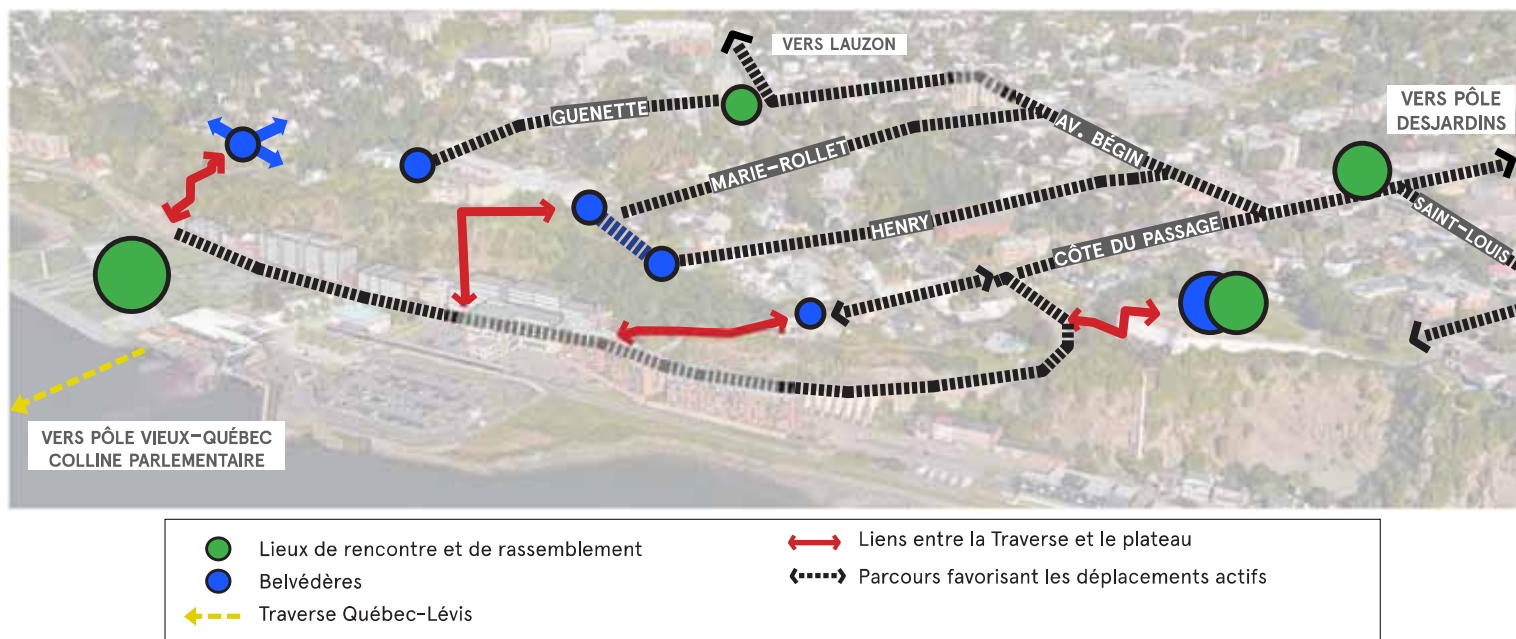 VERS LAUZON
VERS PÔLE
DESJARDINS
GUENETTE
AV. BÉGIN
MARIE-ROLLET
HENRY
SAINT-LOUIS
CÔTE DU PASSAGE
VERS PÔLE VIEUX-QUÉBEC
COLLINE PARLEMENTAIRE
Lieux de rencontre et de rassemblement
Belvédères
Traverse Québec-Lévis
Liens entre la Traverse et le plateau
Parcours favorisant les déplacements actifs